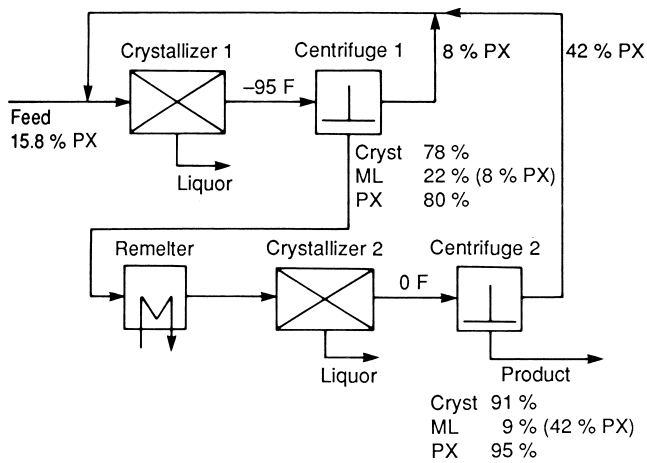 Crystallizer 1
Centrifuge 1
8 % PX
42 % PX
–95 F
Feed
15.8 % PX
Liquor
Cryst 78 %
ML 22 % (8 % PX)
PX 80 %
Remelter
Crystallizer 2
Centrifuge 2
0 F
Liquor
Product
Cryst 91 %
ML 9 % (42 % PX)
PX 95 %